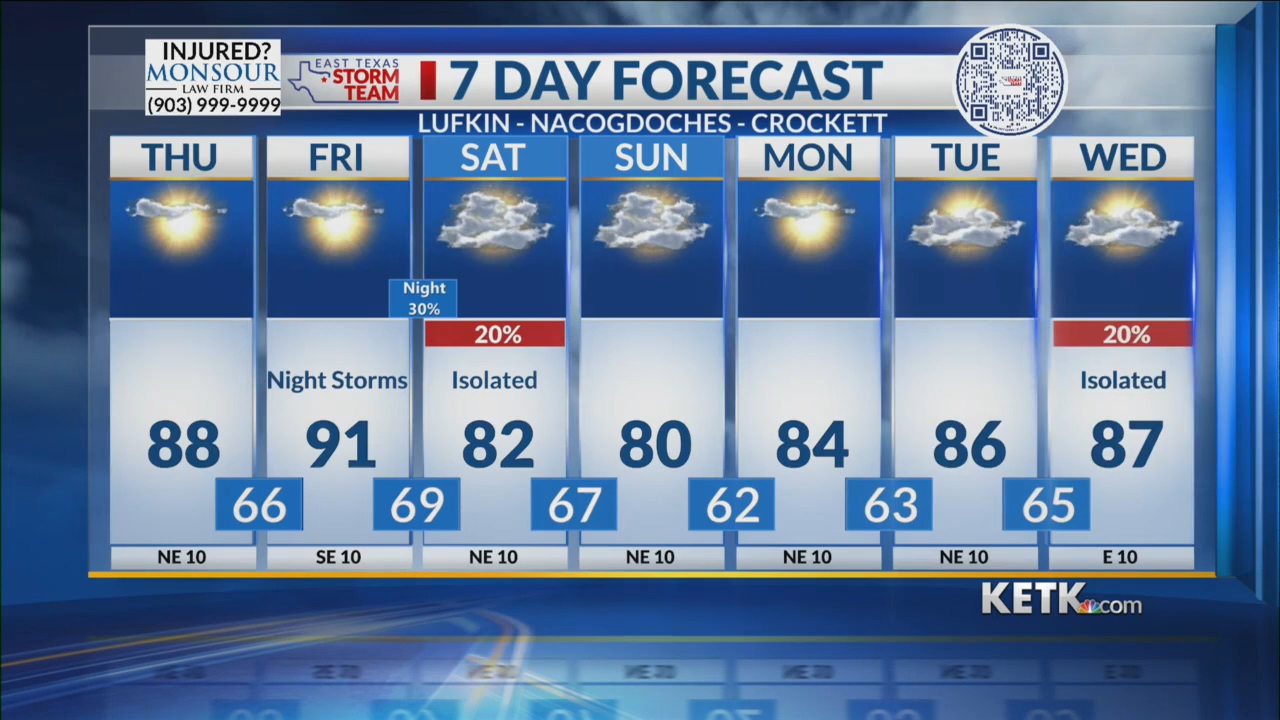 INJURED?
MONSOUR
LAW FIRM
(903) 999-9999
EAST TEXAS
STORM
TEAM
7 DAY FORECAST
LUFKIN - NACOGDOCHES - CROCKETT
THU FRI SAT SUN MON TUE WED
Night
30%
20% 20%
Night Storms Isolated Isolated
88 91 82 80 84 86 87
66 69 67 62 63 65
NE 10 SE 10 NE 10 NE 10 NE 10 NE 10 E 10
KETK.com